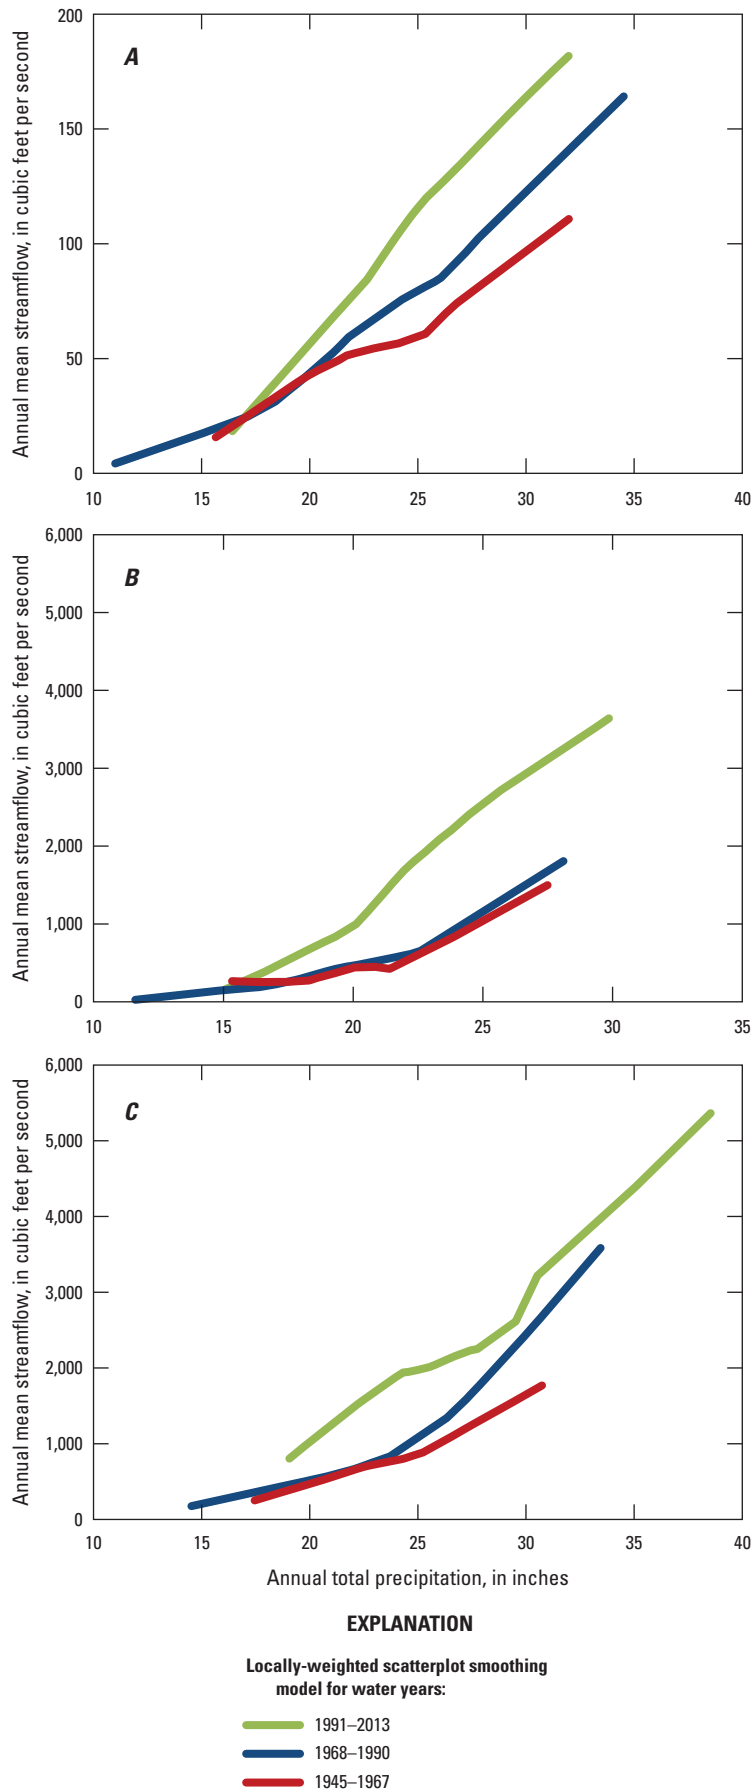 A
Annual mean streamflow, in cubic feet per second
200
150
100
50
0
10 15 20 25 30 35 40
B
Annual mean streamflow, in cubic feet per second
6,000
5,000
4,000
3,000
2,000
1,000
0
10 15 20 25 30 35
C
Annual mean streamflow, in cubic feet per second
6,000
5,000
4,000
3,000
2,000
1,000
0
10 15 20 25 30 35 40
Annual total precipitation, in inches
EXPLANATION
Locally-weighted scatterplot smoothing
model for water years:
1991–2013
1968–1990
1945–1967